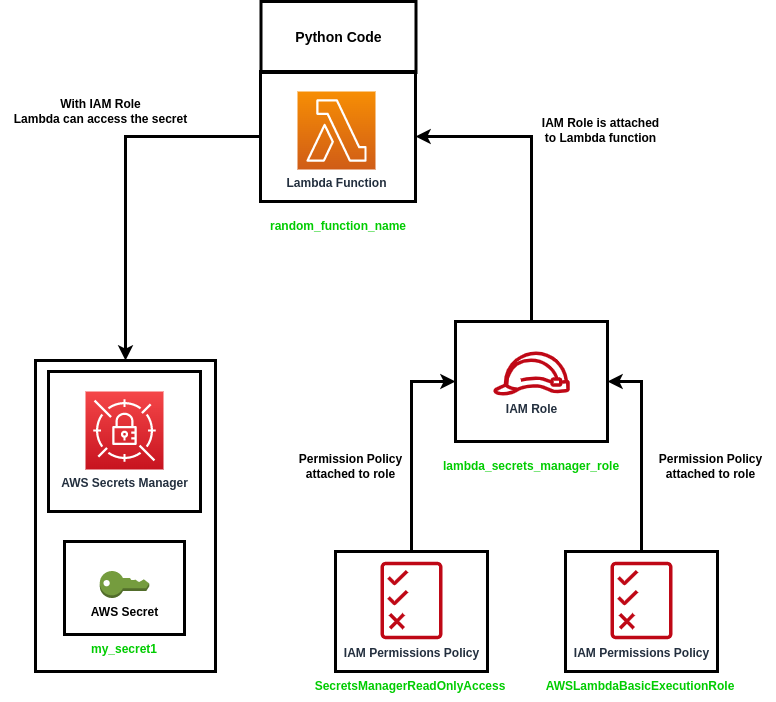 Python Code
With IAM Role
Lambda can access the secret
IAM Role is attached
to Lambda function
Lambda Function
random_function_name
IAM Role
lambda_secrets_manager_role
Permission Policy
attached to role
Permission Policy
attached to role
AWS Secrets Manager
AWS Secret
my_secret1
IAM Permissions Policy
SecretsManagerReadOnlyAccess
IAM Permissions Policy
AWSLambdaBasicExecutionRole